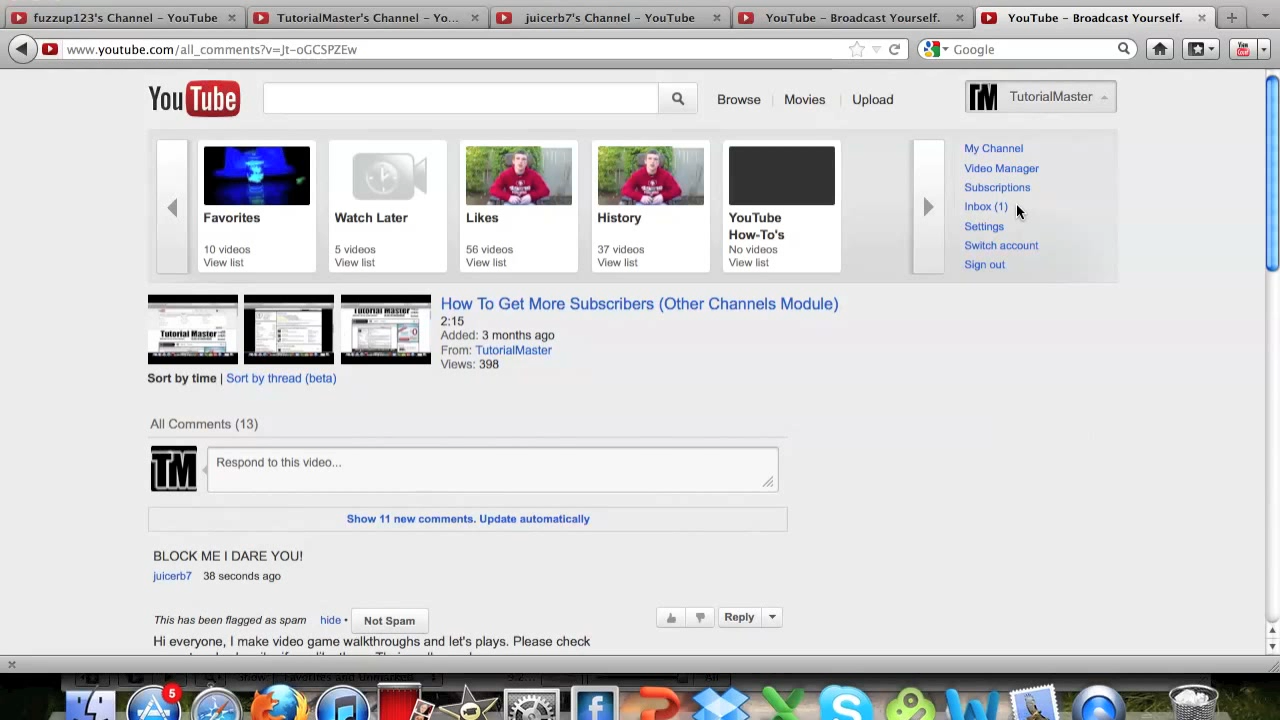 fuzzup123's Channel - YouTube
TutorialMaster's Channel - Yo...
juicerb7's Channel - YouTube
YouTube - Broadcast Yourself.
YouTube - Broadcast Yourself.
www.youtube.com/all_comments?v=Jt-oGCSPZEw
Google
YouTube
Browse
Movies
Upload
TM
TutorialMaster
Favorites
10 videos
View list
Watch Later
5 videos
View list
Likes
56 videos
View list
History
37 videos
View list
YouTube
How-To's
No videos
View list
My Channel
Video Manager
Subscriptions
Inbox (1)
Settings
Switch account
Sign out
Tutorial Master
Tutorial Master
How To Get More Subscribers (Other Channels Module)
2:15
Added: 3 months ago
From: TutorialMaster
Views: 398
Sort by time | Sort by thread (beta)
All Comments (13)
TM
Respond to this video...
Show 11 new comments. Update automatically
BLOCK ME I DARE YOU!
juicerb7 38 seconds ago
This has been flagged as spam hide • Not Spam
Reply
Hi everyone, I make video game walkthroughs and let's plays. Please check
5